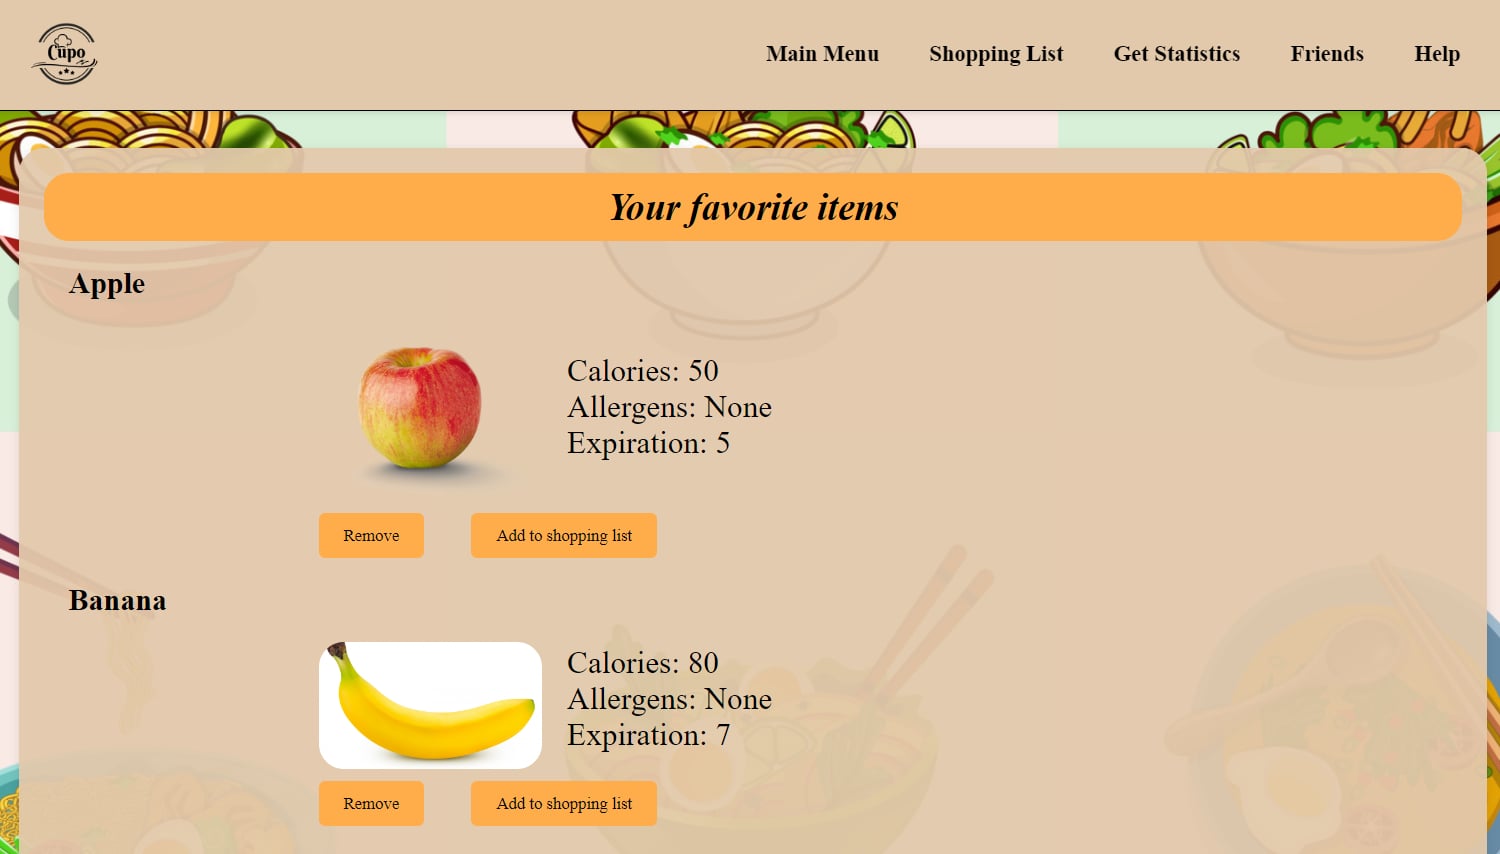 Cupo
Main Menu Shopping List Get Statistics Friends Help
Your favorite items
Apple
Calories: 50
Allergens: None
Expiration: 5
Remove Add to shopping list
Banana
Calories: 80
Allergens: None
Expiration: 7
Remove Add to shopping list